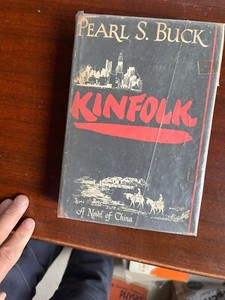 PEARL S. BUCK
KINFOLK
A Novel of China